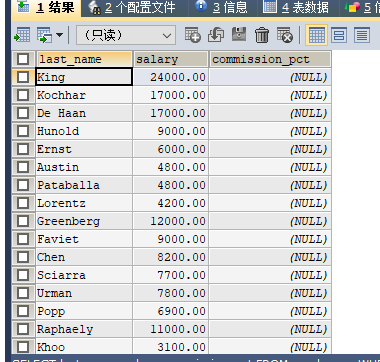 1 结果 2 个配置文件 3 信息 4 表数据 5
(只读)
last_name salary commission_pct
King 24000.00 (NULL)
Kochhar 17000.00 (NULL)
De Haan 17000.00 (NULL)
Hunold 9000.00 (NULL)
Ernst 6000.00 (NULL)
Austin 4800.00 (NULL)
Pataballa 4800.00 (NULL)
Lorentz 4200.00 (NULL)
Greenberg 12000.00 (NULL)
Faviet 9000.00 (NULL)
Chen 8200.00 (NULL)
Sciarra 7700.00 (NULL)
Urman 7800.00 (NULL)
Popp 6900.00 (NULL)
Raphaely 11000.00 (NULL)
Khoo 3100.00 (NULL)